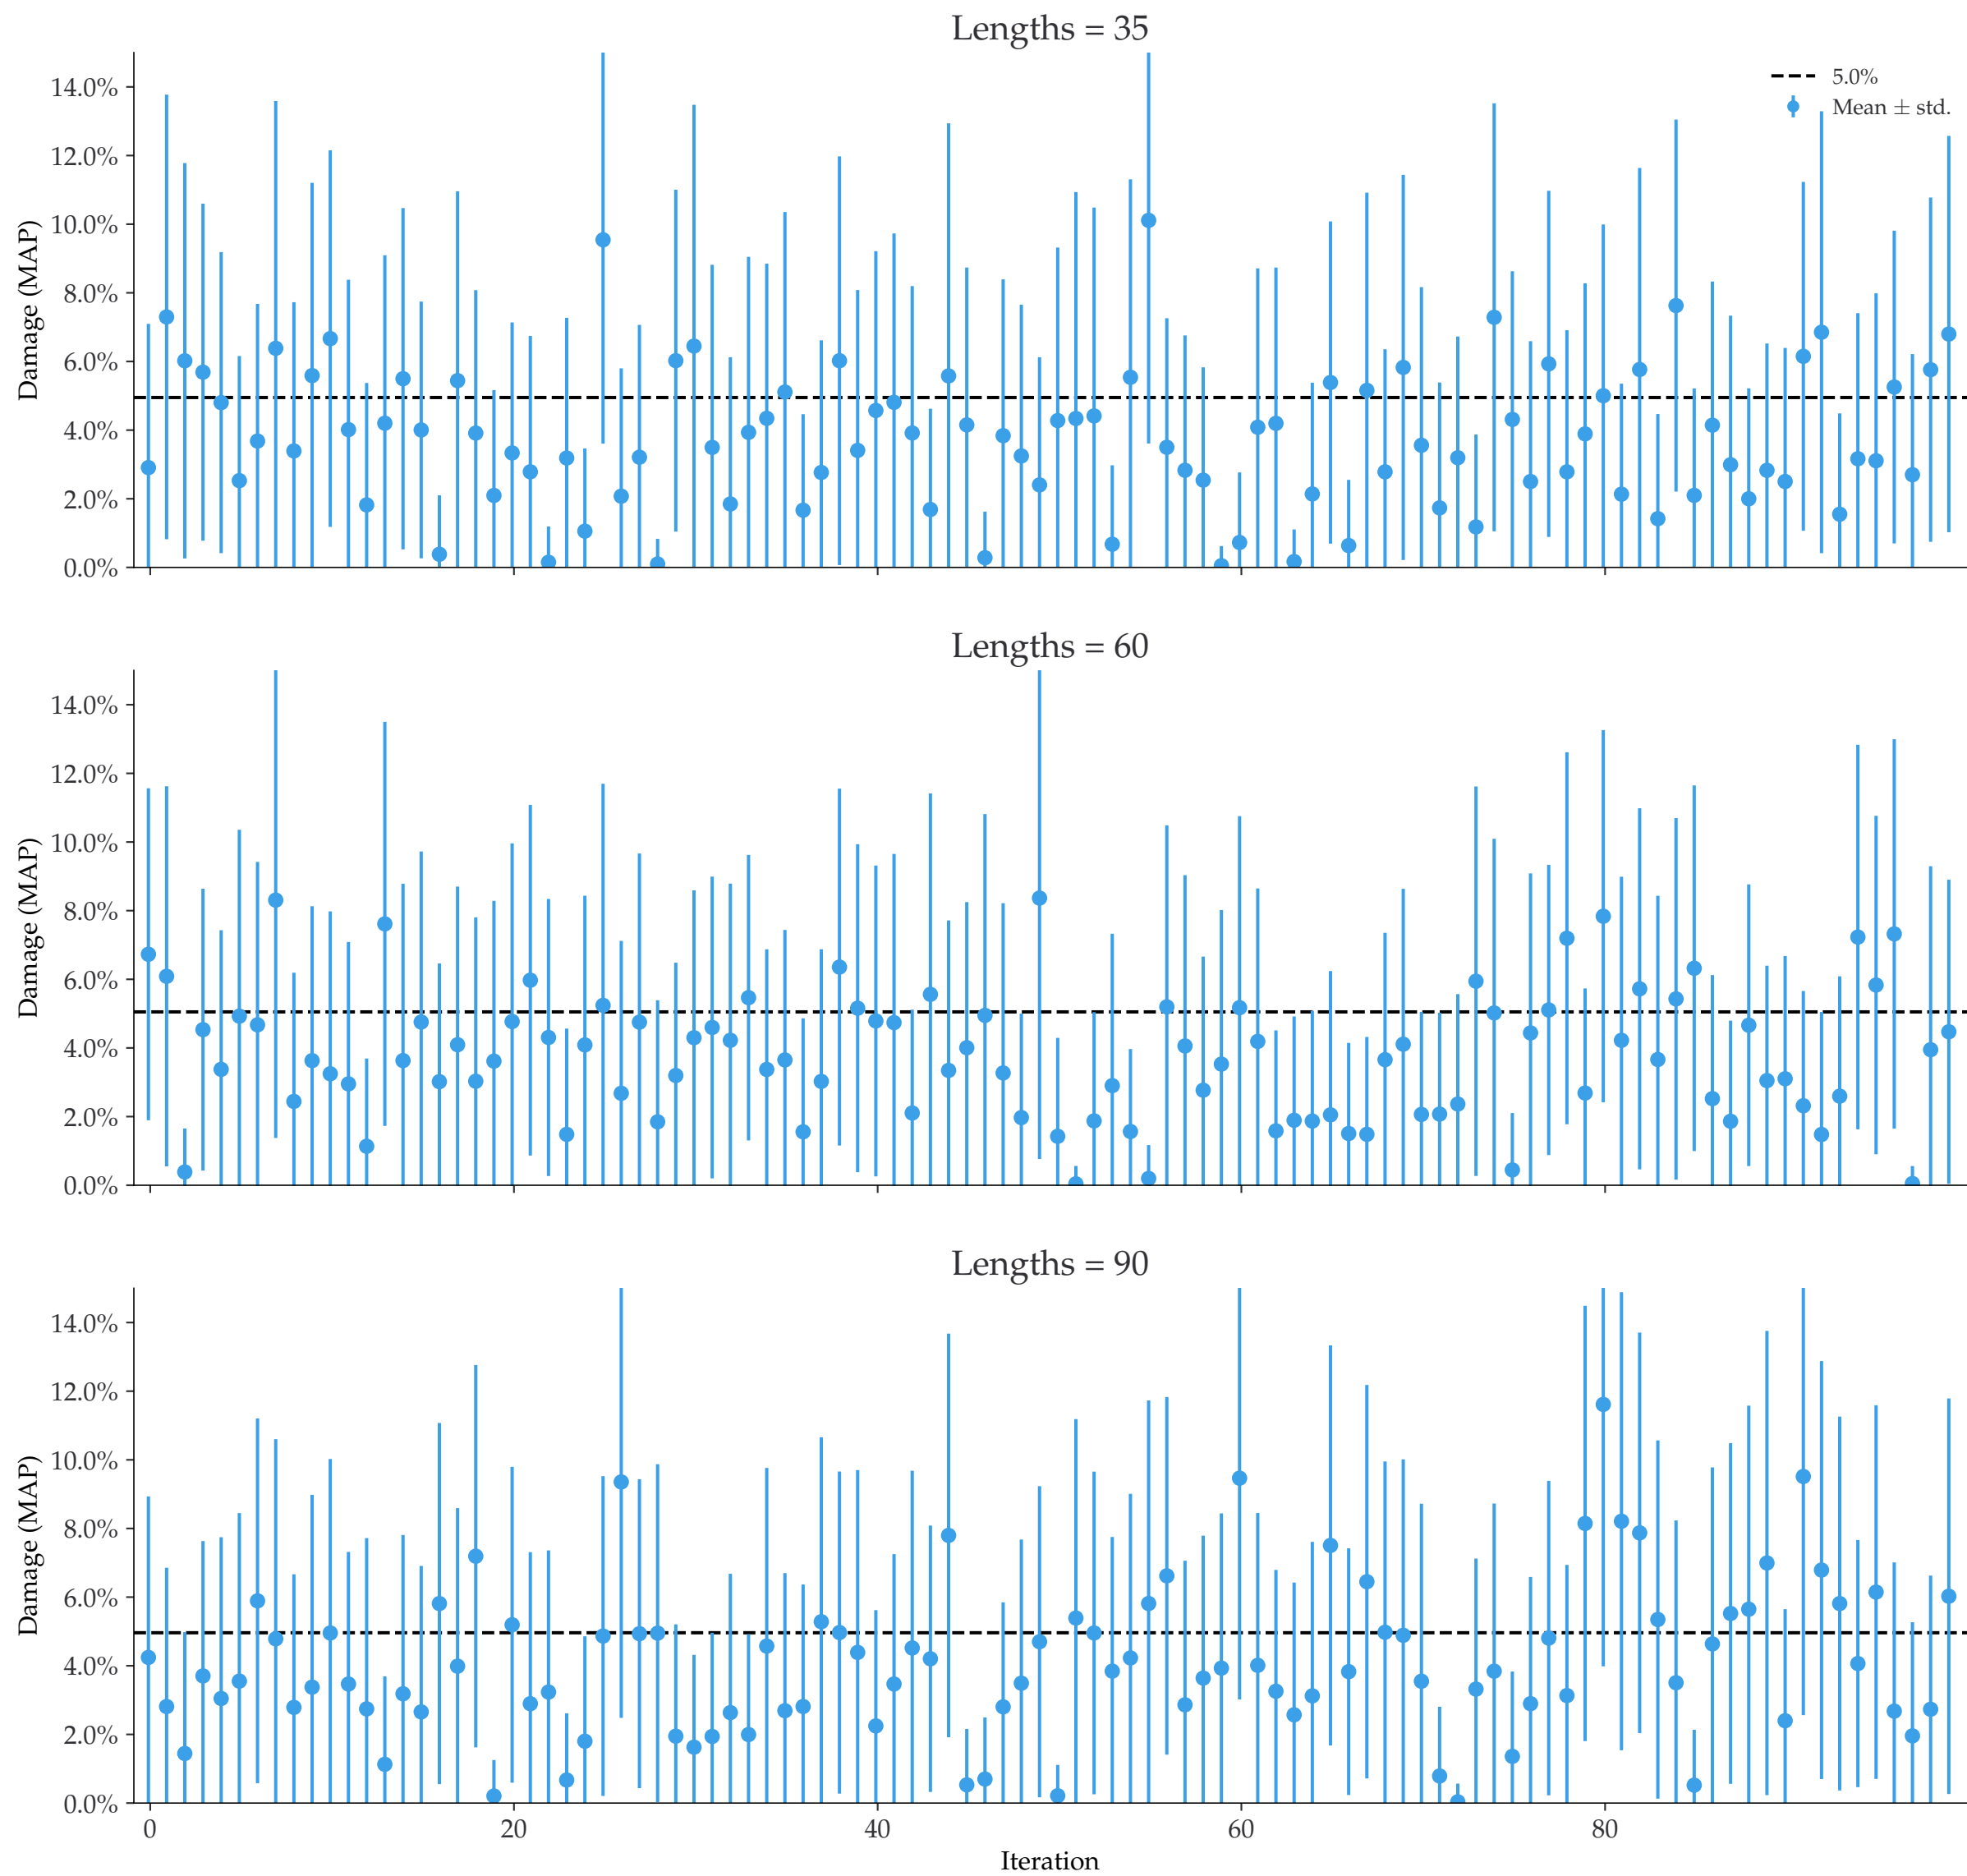 Lengths = 35
Damage (MAP)
14.0%
12.0%
10.0%
8.0%
6.0%
4.0%
2.0%
0.0%
5.0%
Mean ± std.
Lengths = 60
Damage (MAP)
14.0%
12.0%
10.0%
8.0%
6.0%
4.0%
2.0%
0.0%
Lengths = 90
Damage (MAP)
14.0%
12.0%
10.0%
8.0%
6.0%
4.0%
2.0%
0.0%
0 20 40 60 80
Iteration